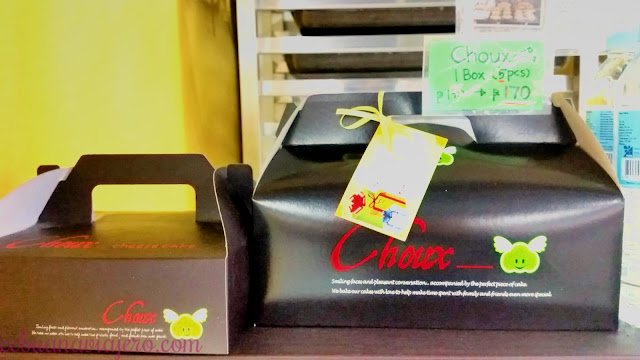 Choux
1 Box (5pcs)
170
Choux
Smiling faces and pleasant conversation... accompanied by the perfect piece of cake.
We bake our cakes with love to help make time spent with family and friends even more special.
CHEESE CAKE
Choux
cebuanaviajero.com